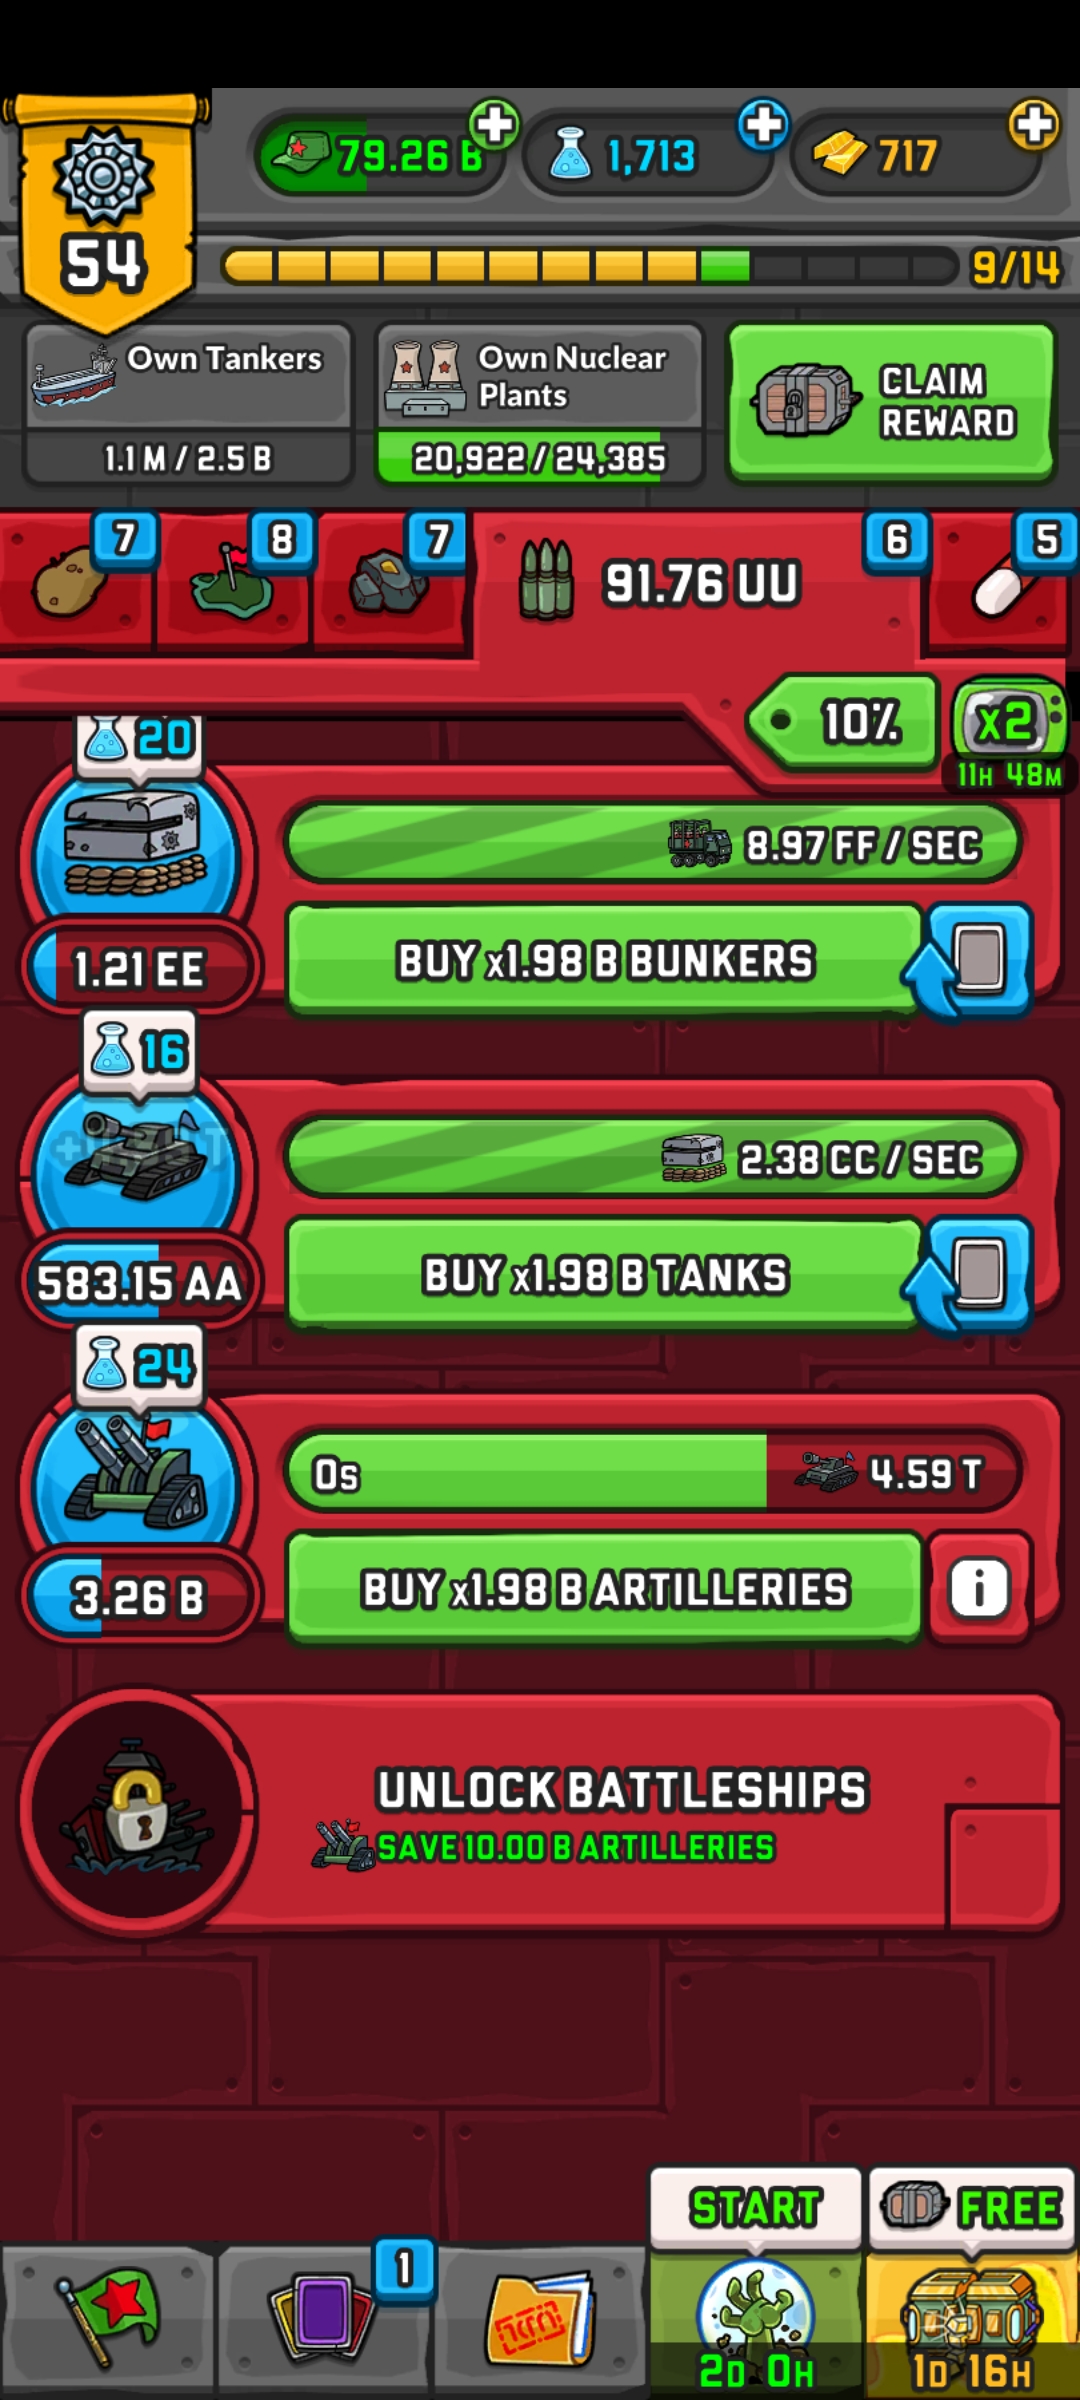 79.26 B
1,713
717
54
9/14
Own Tankers
1.1 M / 2.5 B
Own Nuclear
Plants
20,922 / 24,385
CLAIM
REWARD
7
8
7
91.76 UU
6
5
10%
x2
11H 48M
20
8.97 FF / SEC
1.21 EE
BUY x1.98 B BUNKERS
16
2.38 CC / SEC
583.15 AA
BUY x1.98 B TANKS
24
0s
4.59 T
3.26 B
BUY x1.98 B ARTILLERIES
i
UNLOCK BATTLESHIPS
SAVE 10.00 B ARTILLERIES
START
FREE
1
2D 0H
1D 16H